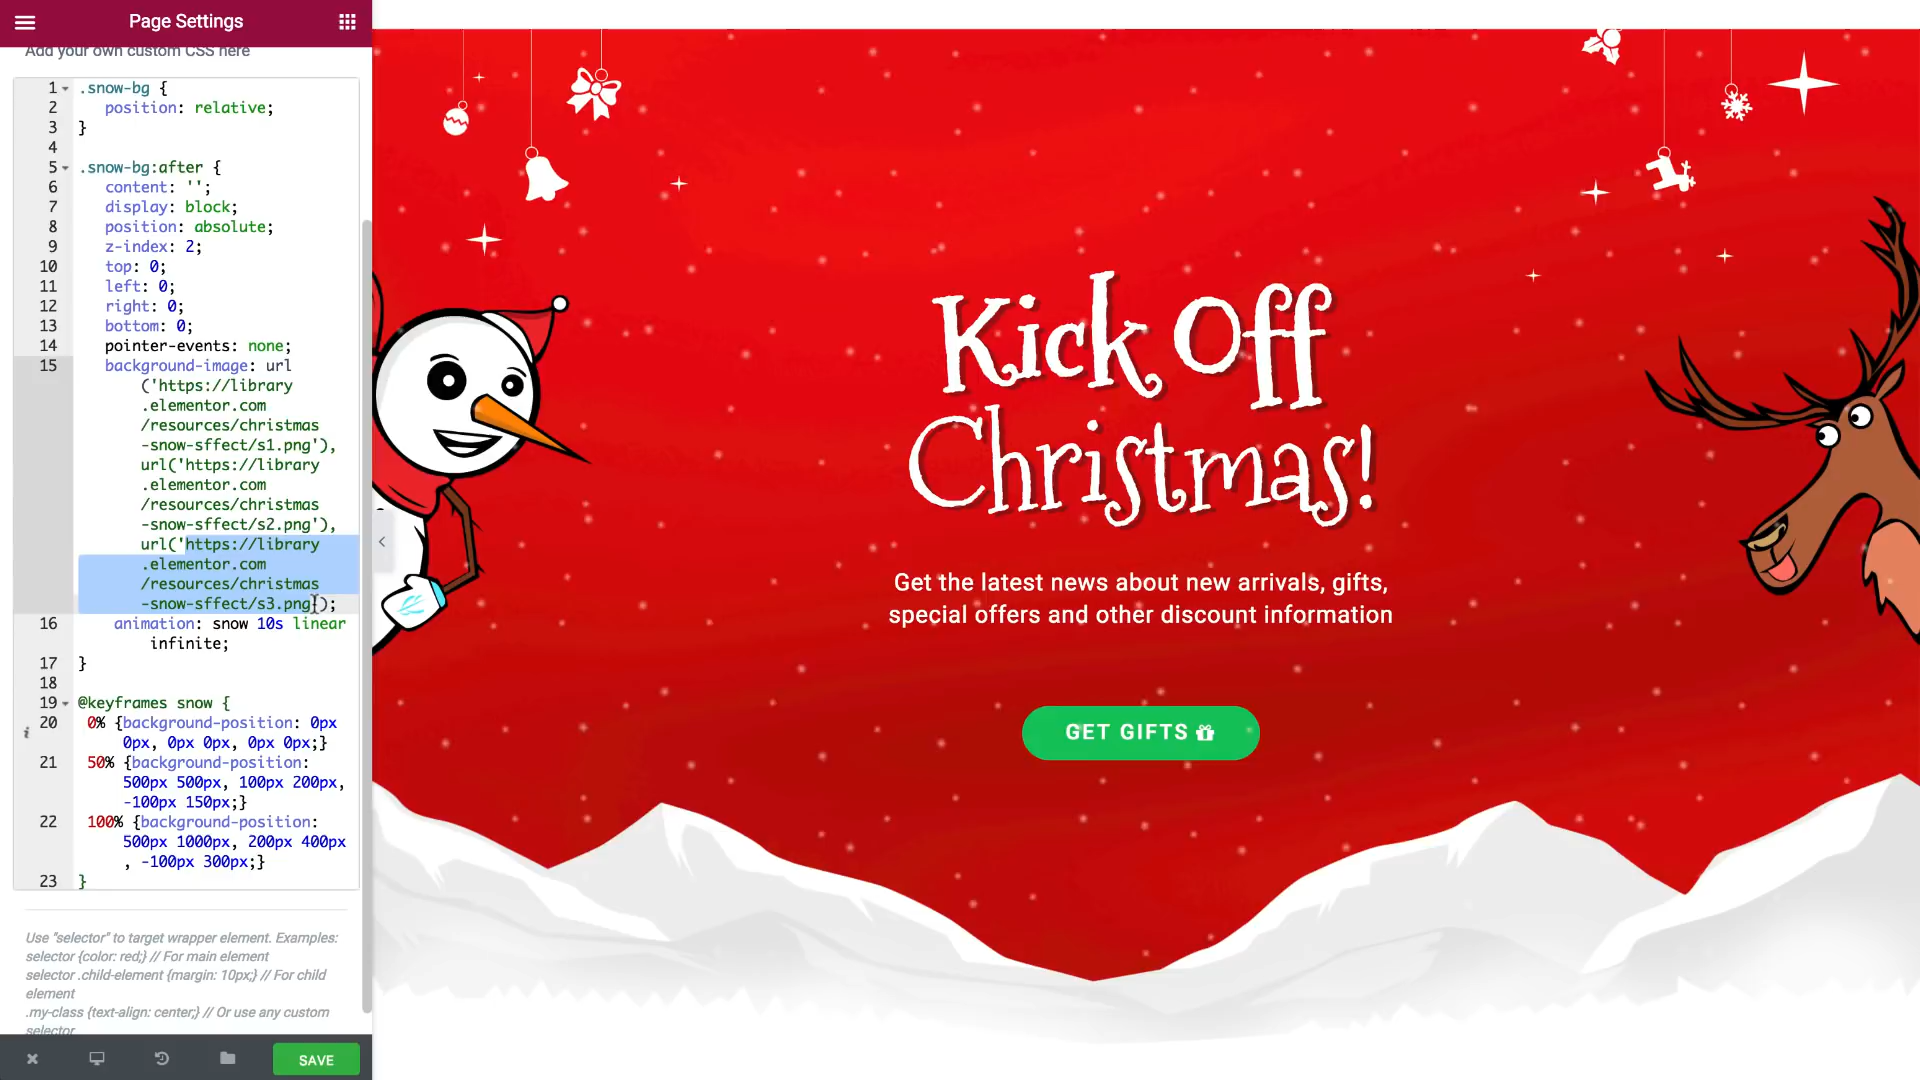 Page Settings
Add your own custom CSS here
1 .snow-bg {
2 position: relative;
3 }
4
5 .snow-bg:after {
6 content: '';
7 display: block;
8 position: absolute;
9 z-index: 2;
10 top: 0;
11 left: 0;
12 right: 0;
13 bottom: 0;
14 pointer-events: none;
15 background-image: url
('https://library
.elementor.com
/resources/christmas
-snow-sffect/s1.png'),
url('https://library
.elementor.com
/resources/christmas
-snow-sffect/s2.png'),
url('https://library
.elementor.com
/resources/christmas
-snow-sffect/s3.png');
16 animation: snow 10s linear
infinite;
17 }
18
19 @keyframes snow {
20 0% {background-position: 0px
0px, 0px 0px, 0px 0px;}
21 50% {background-position:
500px 500px, 100px 200px,
-100px 150px;}
22 100% {background-position:
500px 1000px, 200px 400px
, -100px 300px;}
23 }
Use "selector" to target wrapper element. Examples:
selector {color: red;} // For main element
selector .child-element {margin: 10px;} // For child
element
.my-class {text-align: center;} // Or use any custom
selector
SAVE
Kick Off
Christmas!
Get the latest news about new arrivals, gifts,
special offers and other discount information
GET GIFTS